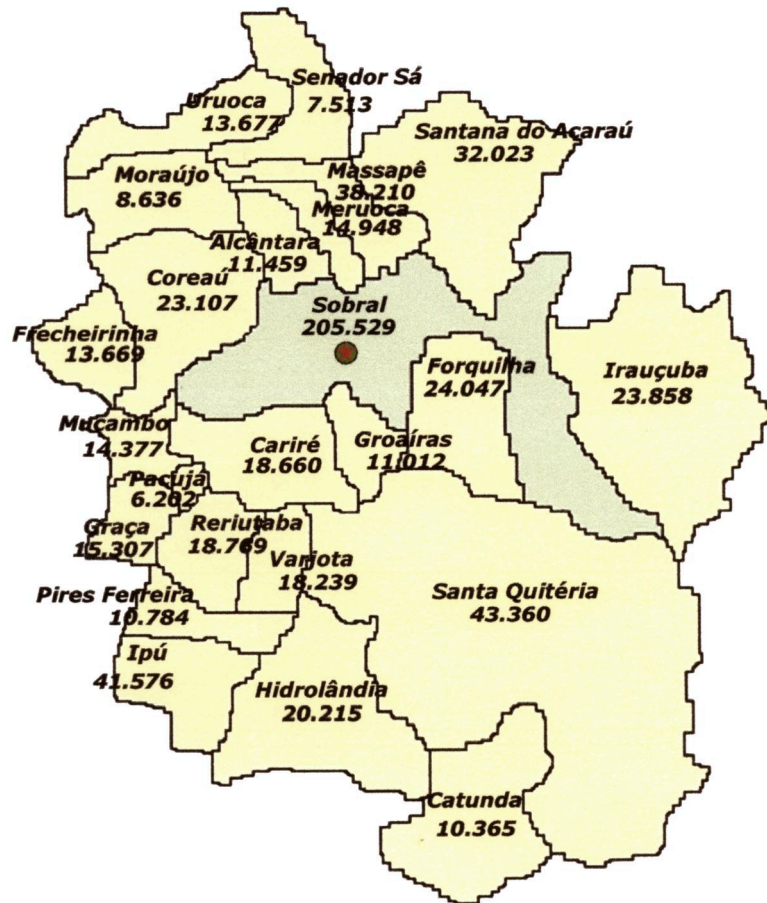 Senador Sá
7.513
Uruoca
13.677
Santana do Açaraú
32.023
Moraújo
8.636
Massapê
38.210
Meruoca
14.948
Alcântara
11.459
Coreaú
23.107
Sobral
205.529
Frecheirinha
13.669
Forquilha
24.047
Irauçuba
23.858
Muçambo
14.377
Cariré
18.660
Groaíras
11.012
Pacujá
6.202
Graça
15.307
Reriutaba
18.769
Varjota
18.239
Pires Ferreira
10.784
Santa Quitéria
43.360
Ipú
41.576
Hidrolândia
20.215
Catunda
10.365